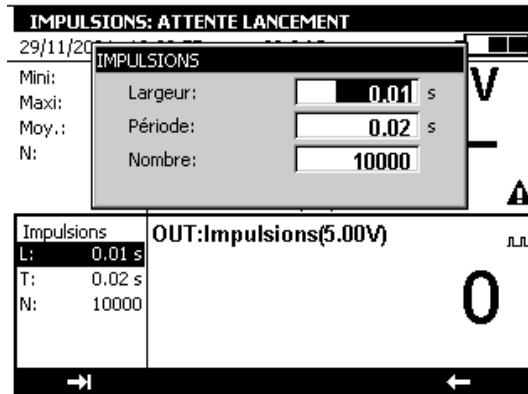 IMPULSIONS: ATTENTE LANCEMENT
29/11/20
IMPULSIONS
Mini:
Maxi:
Moy.:
N:
Largeur: 0.01 s
Période: 0.02 s
Nombre: 10000
V
Impulsions
L: 0.01 s
T: 0.02 s
N: 10000
OUT:Impulsions(5.00V)
0